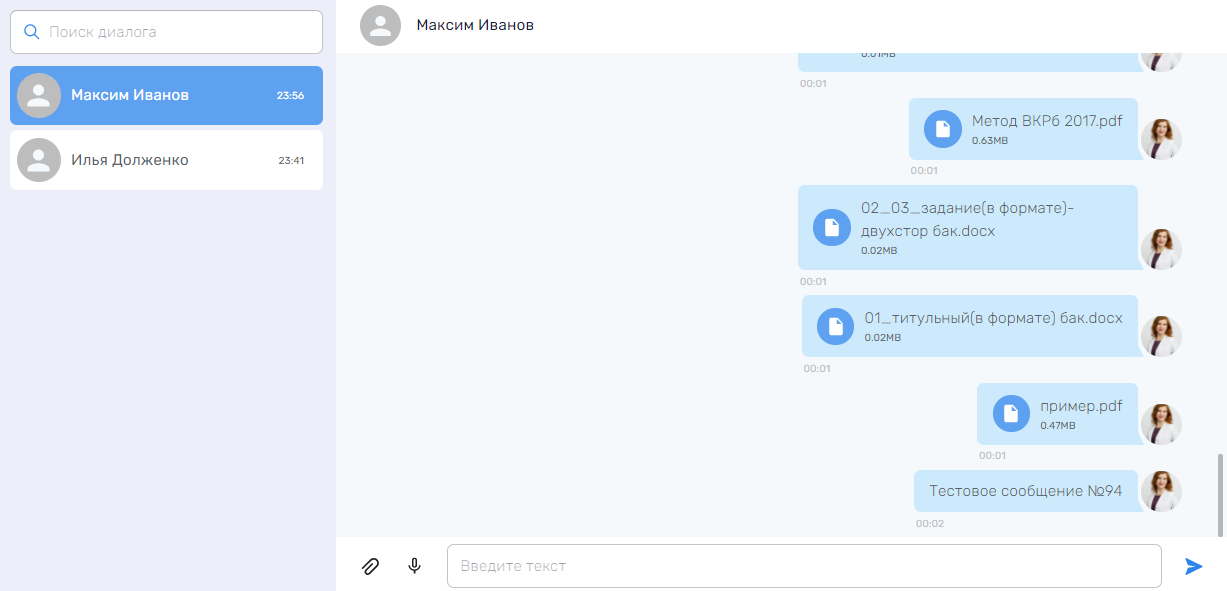 Поиск диалога
Максим Иванов
23:56
Илья Долженко
23:41
Максим Иванов
0.01MB
00:01
Метод ВКРб 2017.pdf
0.63MB
00:01
02_03_задание(в формате)-
двухстор бак.docx
0.02MB
00:01
01_титульный(в формате) бак.docx
0.02MB
00:01
пример.pdf
0.47MB
00:01
Тестовое сообщение №94
00:02
Введите текст